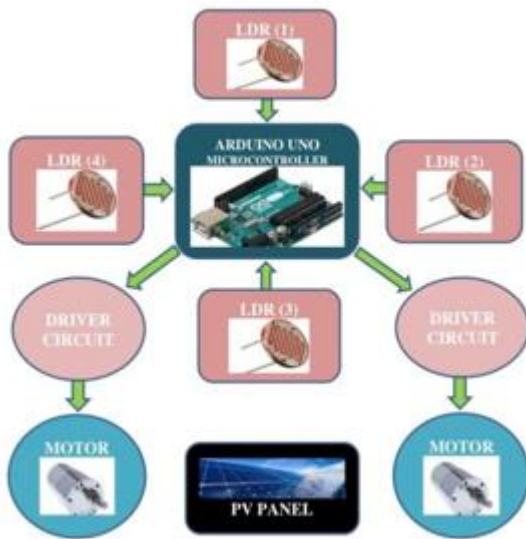 LDR (1)
ARDUINO UNO
MICROCONTROLLER
LDR (4)
LDR (2)
LDR (3)
DRIVER
CIRCUIT
DRIVER
CIRCUIT
MOTOR
MOTOR
PV PANEL